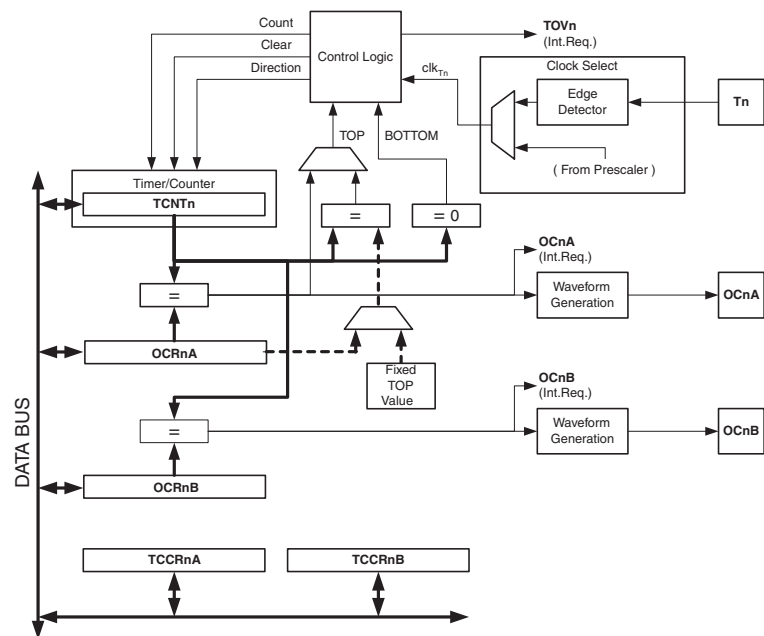 Count
Clear
Direction
Control Logic
TOVn
(Int.Req.)
clkTn
Clock Select
Edge
Detector
Tn
( From Prescaler )
TOP
BOTTOM
Timer/Counter
TCNTn
=
= 0
OCnA
(Int.Req.)
=
Waveform
Generation
OCnA
OCRnA
Fixed
TOP
Value
OCnB
(Int.Req.)
=
Waveform
Generation
OCnB
OCRnB
DATA BUS
TCCRnA
TCCRnB